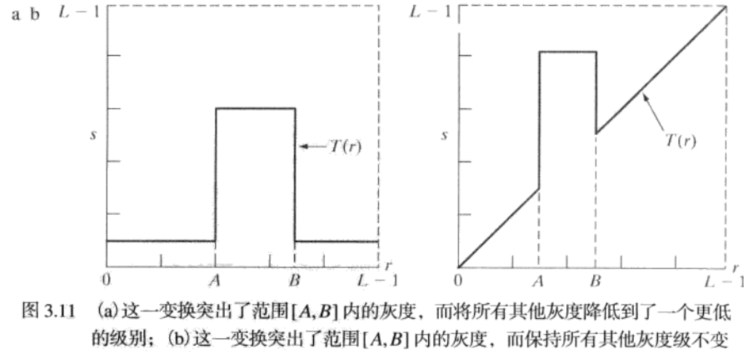 a b
L-1
s
T(r)
0
A
B
L-1
r
L-1
s
T(r)
0
A
B
L-1
r
图 3.11 (a)这一变换突出了范围[A,B]内的灰度，而将所有其他灰度降低到了一个更低
的级别；(b)这一变换突出了范围[A,B]内的灰度，而保持所有其他灰度级不变